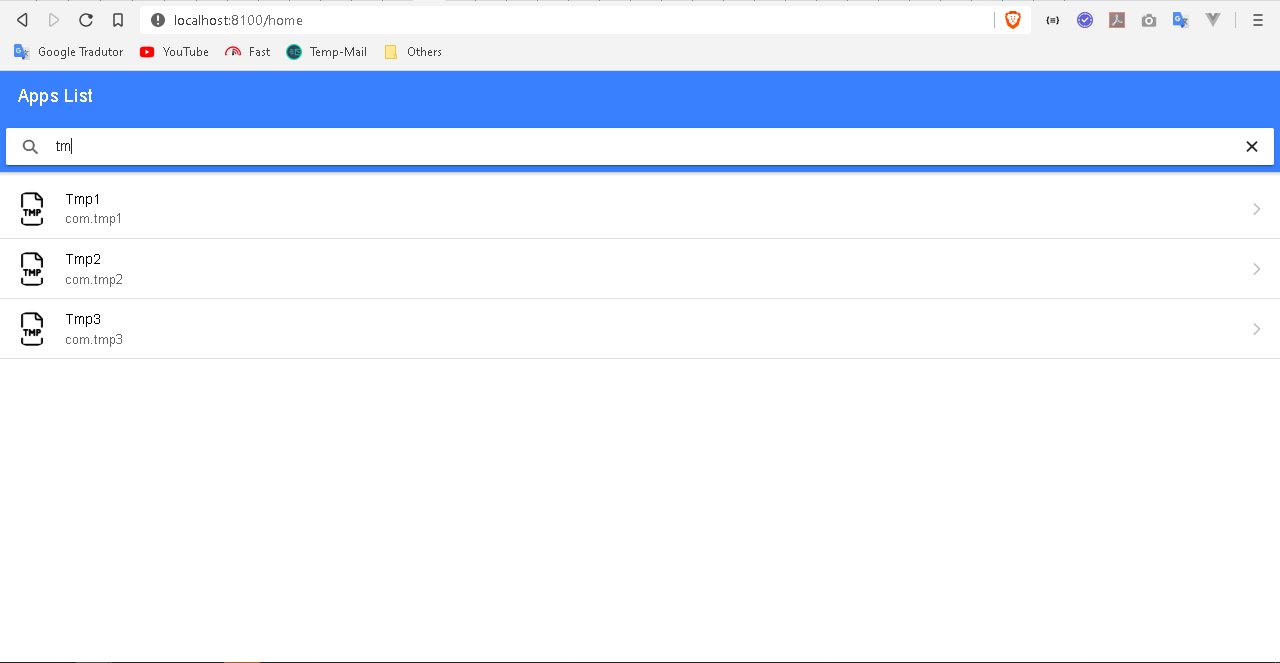 localhost:8100/home
Google Tradutor YouTube Fast Temp-Mail Others
Apps List
tm
TMP Tmp1
com.tmp1
TMP Tmp2
com.tmp2
TMP Tmp3
com.tmp3